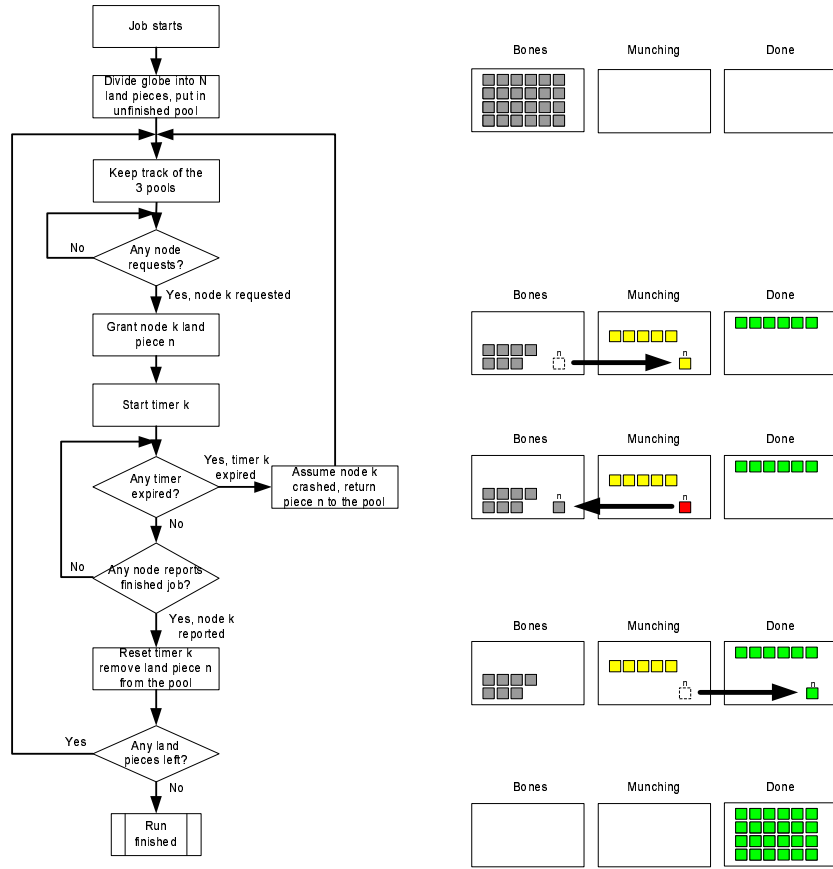 Job starts
Divide globe into N
land pieces, put in
unfinished pool
Keep track of the
3 pools
No
Any node
requests?
Yes, node k requested
Grant node k land
piece n
Start timer k
Any timer
expired?
Yes, timer k
expired
Assume node k
crashed, return
piece n to the pool
No
Any node reports
finished job?
No
Yes, node k
reported
Reset timer k
remove land piece n
from the pool
Yes
Any land
pieces left?
No
Run
finished
Bones Munching Done
Bones Munching Done
n n
Bones Munching Done
n n
Bones Munching Done
n n
Bones Munching Done